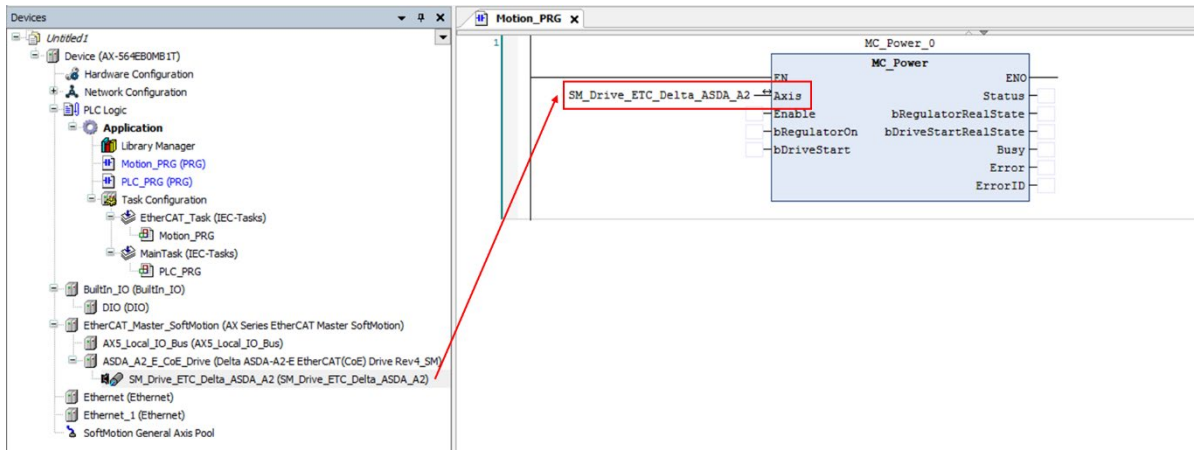 Devices
Untitled1
Device (AX-564EB0MB1T)
Hardware Configuration
Network Configuration
PLC Logic
Application
Library Manager
Motion_PRG (PRG)
PLC_PRG (PRG)
Task Configuration
EtherCAT_Task (IEC-Tasks)
Motion_PRG
MainTask (IEC-Tasks)
PLC_PRG
BuiltIn_IO (BuiltIn_IO)
DIO (DIO)
EtherCAT_Master_SoftMotion (AX Series EtherCAT Master SoftMotion)
AX5_Local_IO_Bus (AX5_Local_IO_Bus)
ASDA_A2_E_CoE_Drive (Delta ASDA-A2-E EtherCAT(CoE) Drive Rev4_SM)
SM_Drive_ETC_Delta_ASDA_A2 (SM_Drive_ETC_Delta_ASDA_A2)
Ethernet (Ethernet)
Ethernet_1 (Ethernet)
SoftMotion General Axis Pool
Motion_PRG X
1
MC_Power_0
MC_Power
EN ENO
SM_Drive_ETC_Delta_ASDA_A2 Axis Status
Enable bRegulatorRealState
bRegulatorOn bDriveStartRealState
bDriveStart Busy
Error
ErrorID